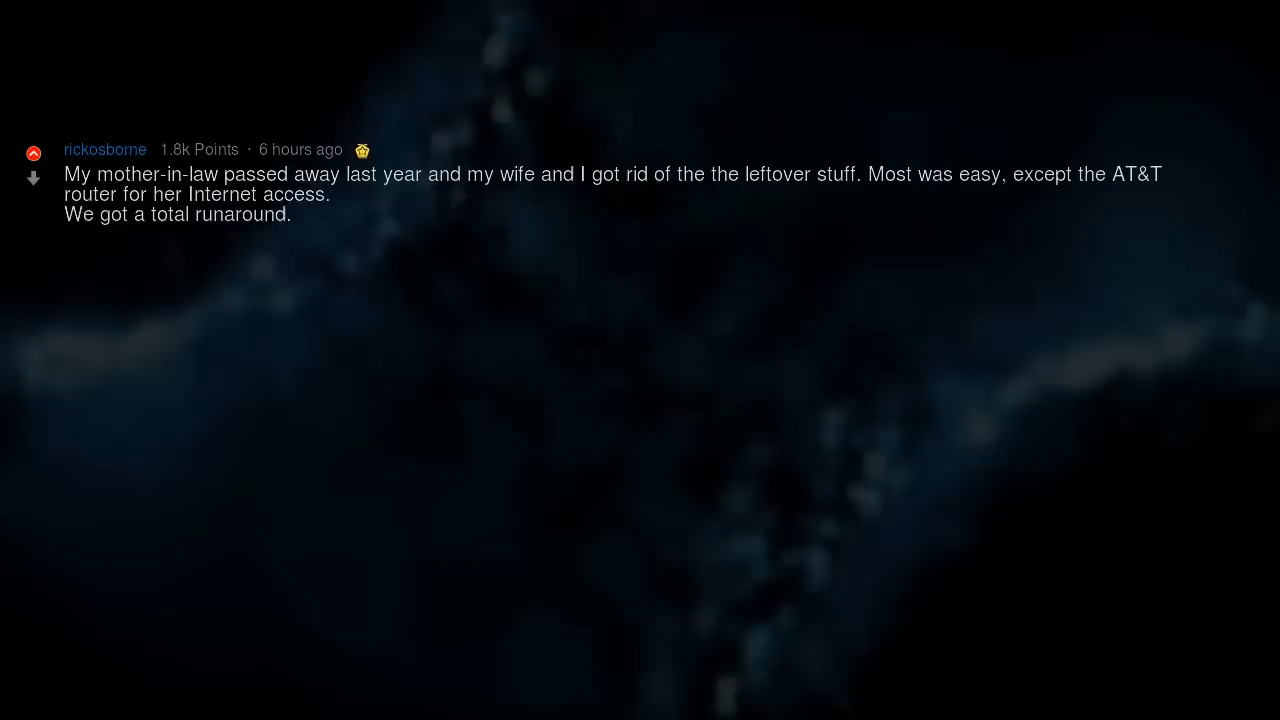 rickosborne 1.8k Points · 6 hours ago
My mother-in-law passed away last year and my wife and I got rid of the the leftover stuff. Most was easy, except the AT&T
router for her Internet access.
We got a total runaround.